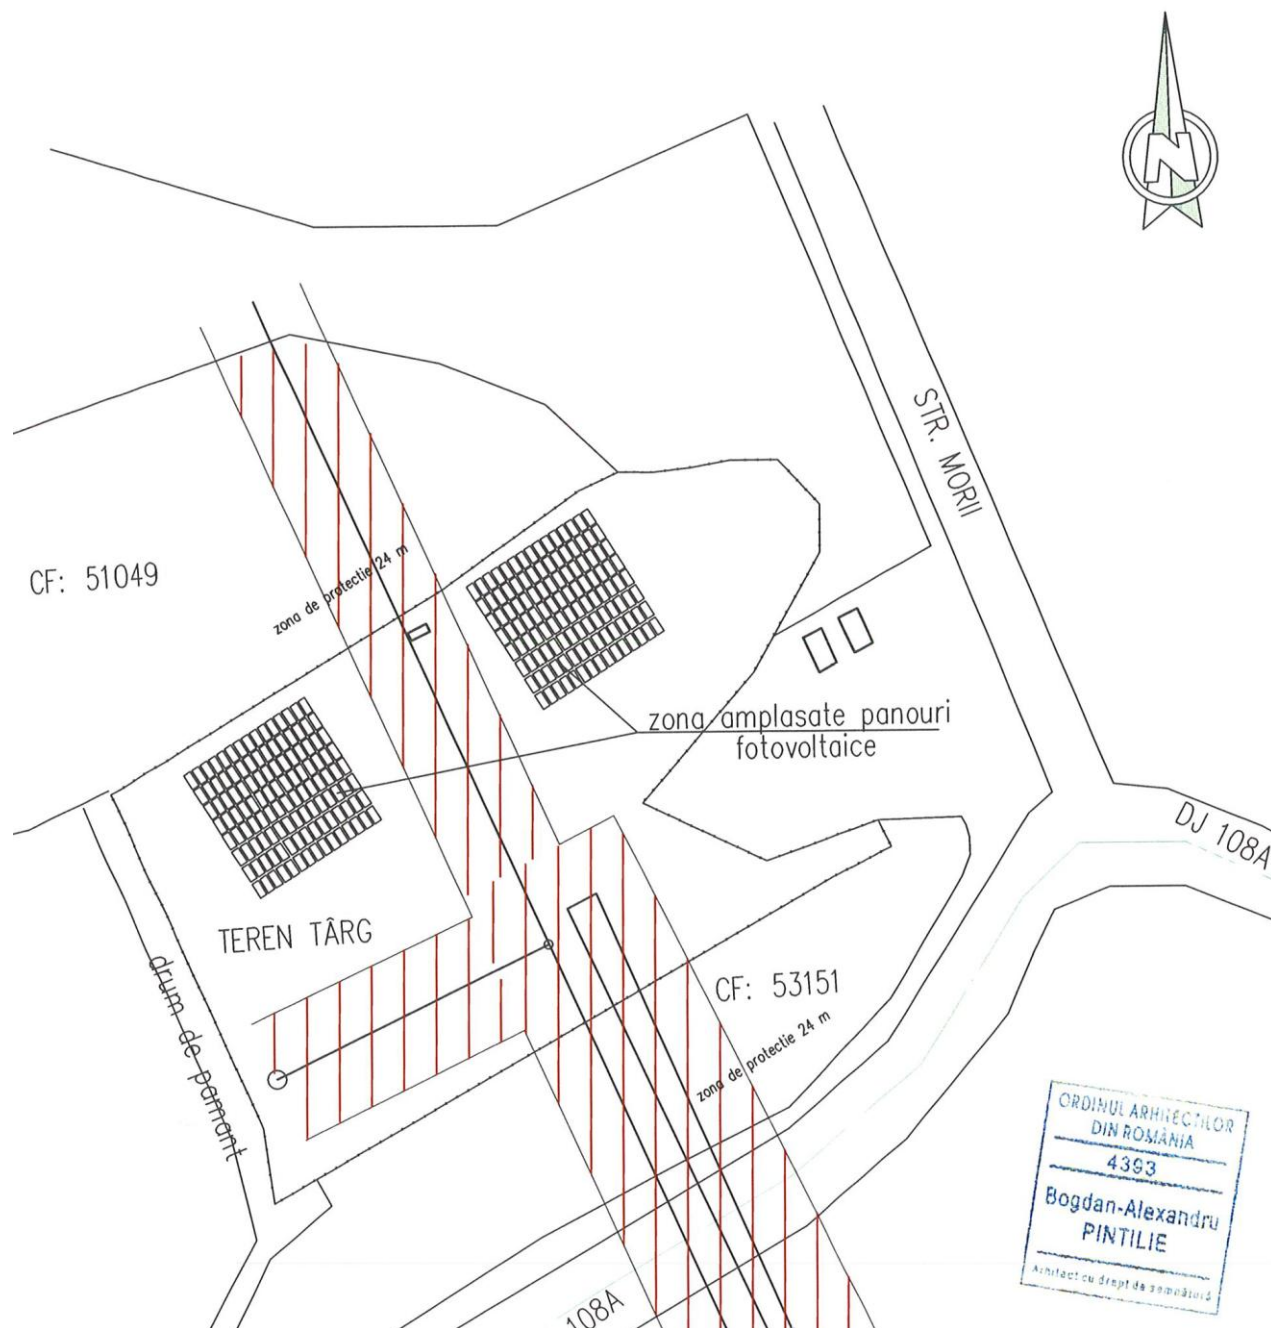 N
STR. MORII
CF: 51049
zona de protectie 24 m
zona amplasate panouri
fotovoltaice
DJ 108A
TEREN TÂRG
drum de pamant
CF: 53151
zona de protectie 24 m
108A
ORDINUL ARHITECȚILOR
DIN ROMÂNIA
4393
Bogdan-Alexandru
PINTILIE
Arhitect cu drept de semnătură